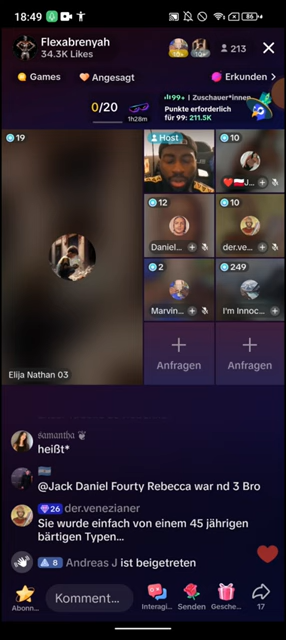 18:49
86
Flexabrenyah
34.3K Likes
213
Games
Angesagt
Erkunden
0/20
1h28m
99+ | Zuschauer*innen
Punkte erforderlich
für 99: 211.5K
19
Host
10
J...
12
Daniel...
10
der.ve...
2
Marvin...
249
I'm Innoc...
Anfragen
Anfragen
Elija Nathan 03
𝔰amantha
heißt*
@Jack Daniel Fourty Rebecca war nd 3 Bro
26 der.venezianer
Sie wurde einfach von einem 45 jährigen
bärtigen Typen...
8 Andreas J ist beigetreten
Abonn...
Komment...
Interagi...
Senden
Gesche...
17